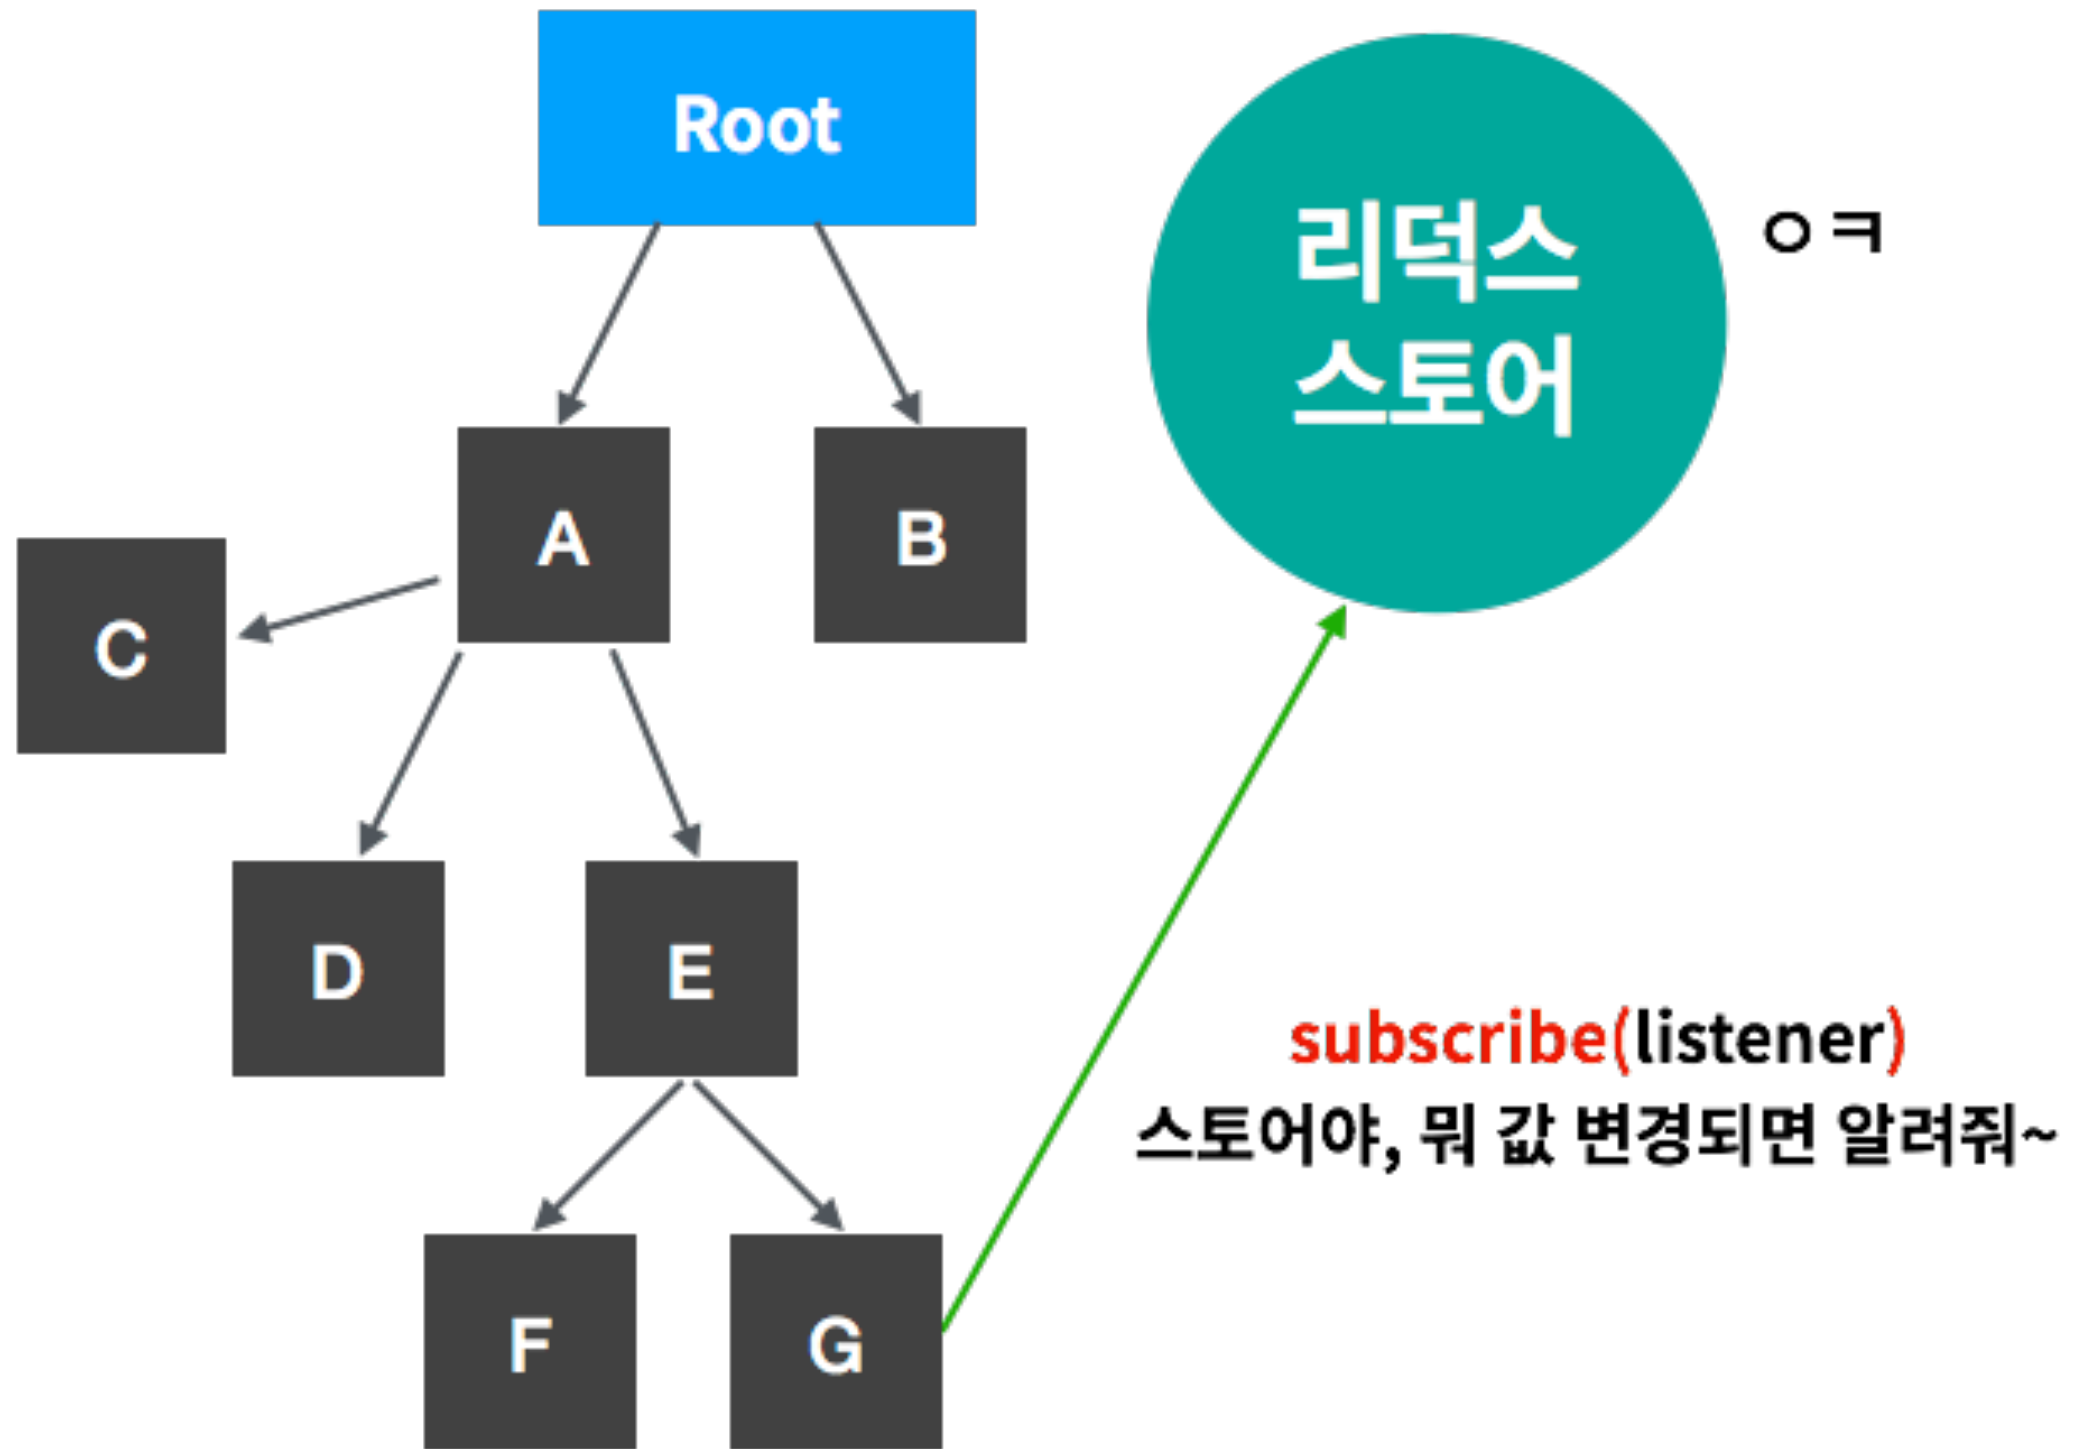 Root
리덕스
스토어
ㅇㅋ
A
B
C
D
E
subscribe(listener)
스토어야, 뭐 값 변경되면 알려줘~
F
G